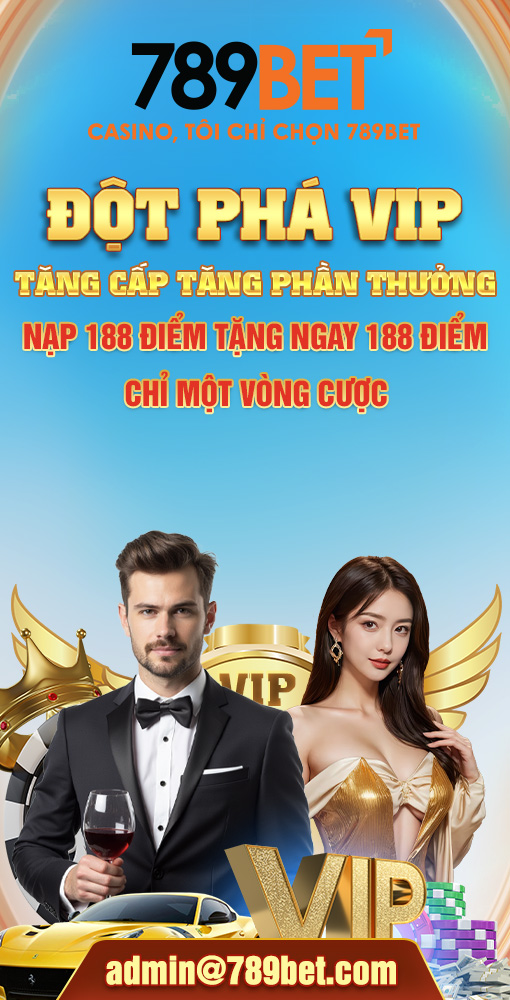 789BET
CASINO, TÔI CHỈ CHỌN 789BET
ĐỘT PHÁ VIP
TĂNG CẤP TĂNG PHẦN THƯỞNG
NẠP 188 ĐIỂM TẶNG NGAY 188 ĐIỂM
CHỈ MỘT VÒNG CƯỢC
VIP
VIP
admin@789bet.com